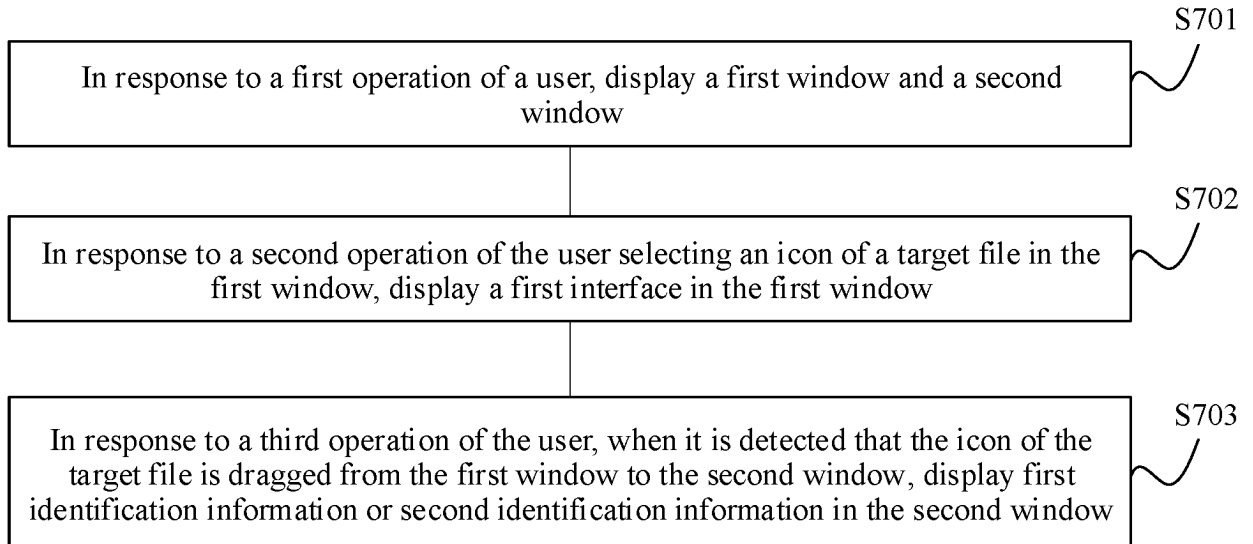 S701
In response to a first operation of a user, display a first window and a second
window
S702
In response to a second operation of the user selecting an icon of a target file in the
first window, display a first interface in the first window
S703
In response to a third operation of the user, when it is detected that the icon of the
target file is dragged from the first window to the second window, display first
identification information or second identification information in the second window